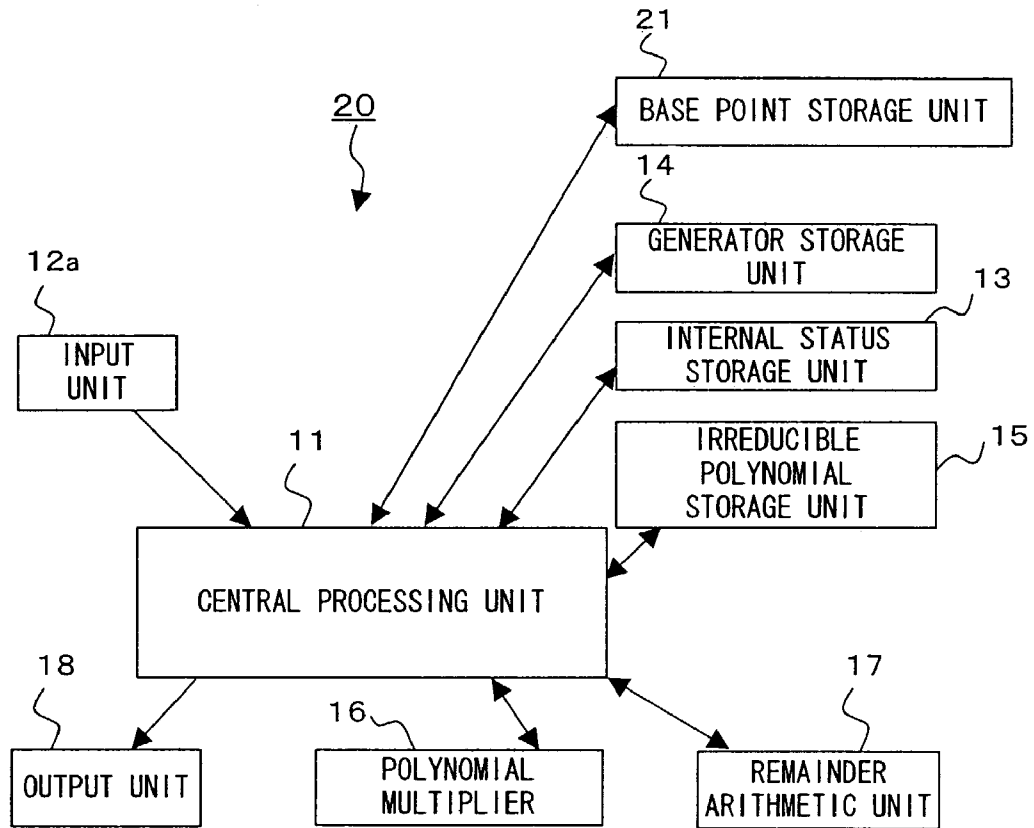 21
BASE POINT STORAGE UNIT
20
14
GENERATOR STORAGE
UNIT
12a
13
INPUT
UNIT
INTERNAL STATUS
STORAGE UNIT
11
IRREDUCIBLE
POLYNOMIAL
STORAGE UNIT
15
CENTRAL PROCESSING UNIT
18
OUTPUT UNIT
16
POLYNOMIAL
MULTIPLIER
17
REMAINDER
ARITHMETIC UNIT